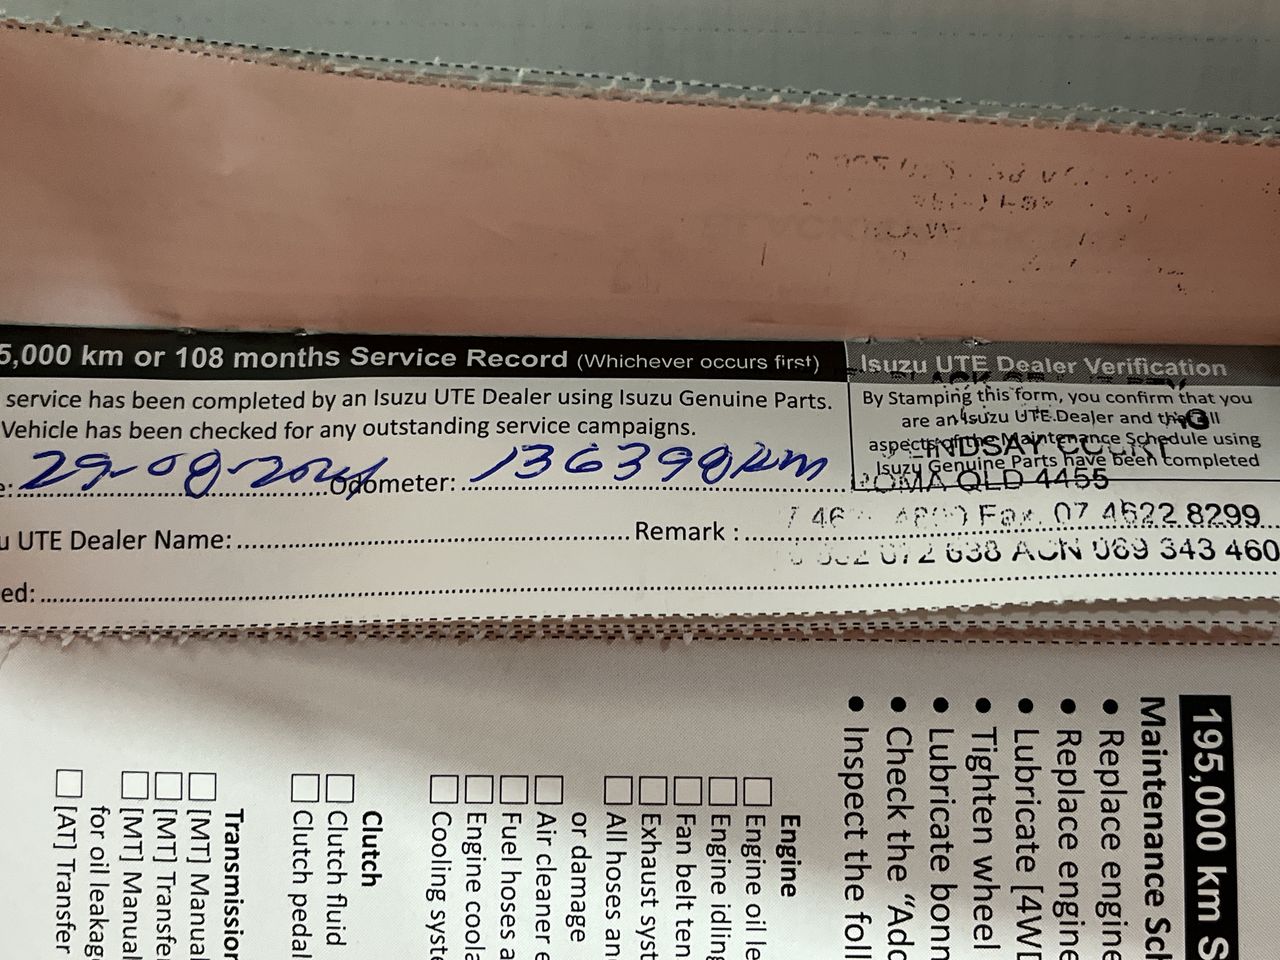 5,000 km or 108 months Service Record (Whichever occurs first)
Isuzu UTE Dealer Verification
service has been completed by an Isuzu UTE Dealer using Isuzu Genuine Parts.
Vehicle has been checked for any outstanding service campaigns.
By Stamping this form, you confirm that you
are an Isuzu UTE Dealer and
aspects of the Maintenance Schedule using
Isuzu Genuine Parts have been completed
LINDSAY COURT
ROMA QLD 4455
Fax. 07 4622 8299
638 ACN 069 343 460
e: 29-08- Odometer: 136398km
u UTE Dealer Name: Remark :
ed:
195,000 km S
Maintenance Sch
• Replace engine
• Replace engine
• Lubricate [4WD
• Tighten wheel
• Lubricate bonn
• Check the "Adc
• Inspect the foll
Engine
Engine oil le
Engine idling
Fan belt ten
Exhaust syst
All hoses an
or damage
Air cleaner e
Fuel hoses a
Engine coola
Cooling syste
Clutch
Clutch fluid
Clutch pedal
Transmission
[MT] Manual
[MT] Transfe
[MT] Manual
for oil leakag
[AT] Transfer